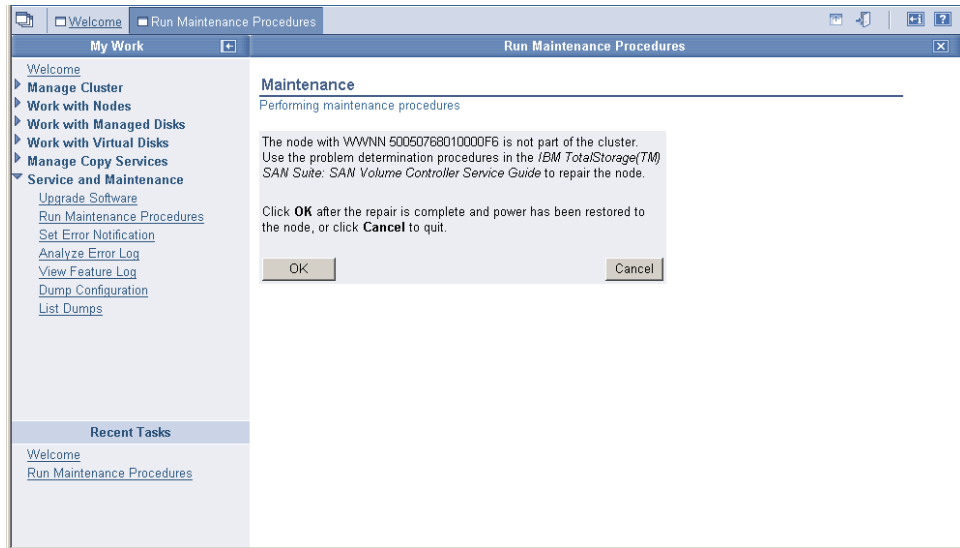 Welcome
Run Maintenance Procedures
My Work
Run Maintenance Procedures
Welcome
Manage Cluster
Work with Nodes
Work with Managed Disks
Work with Virtual Disks
Manage Copy Services
Service and Maintenance
Upgrade Software
Run Maintenance Procedures
Set Error Notification
Analyze Error Log
View Feature Log
Dump Configuration
List Dumps
Recent Tasks
Welcome
Run Maintenance Procedures
Maintenance
Performing maintenance procedures
The node with WWNN 50050768010000F6 is not part of the cluster.
Use the problem determination procedures in the IBM TotalStorage(TM)
SAN Suite: SAN Volume Controller Service Guide to repair the node.
Click OK after the repair is complete and power has been restored to
the node, or click Cancel to quit.
OK
Cancel